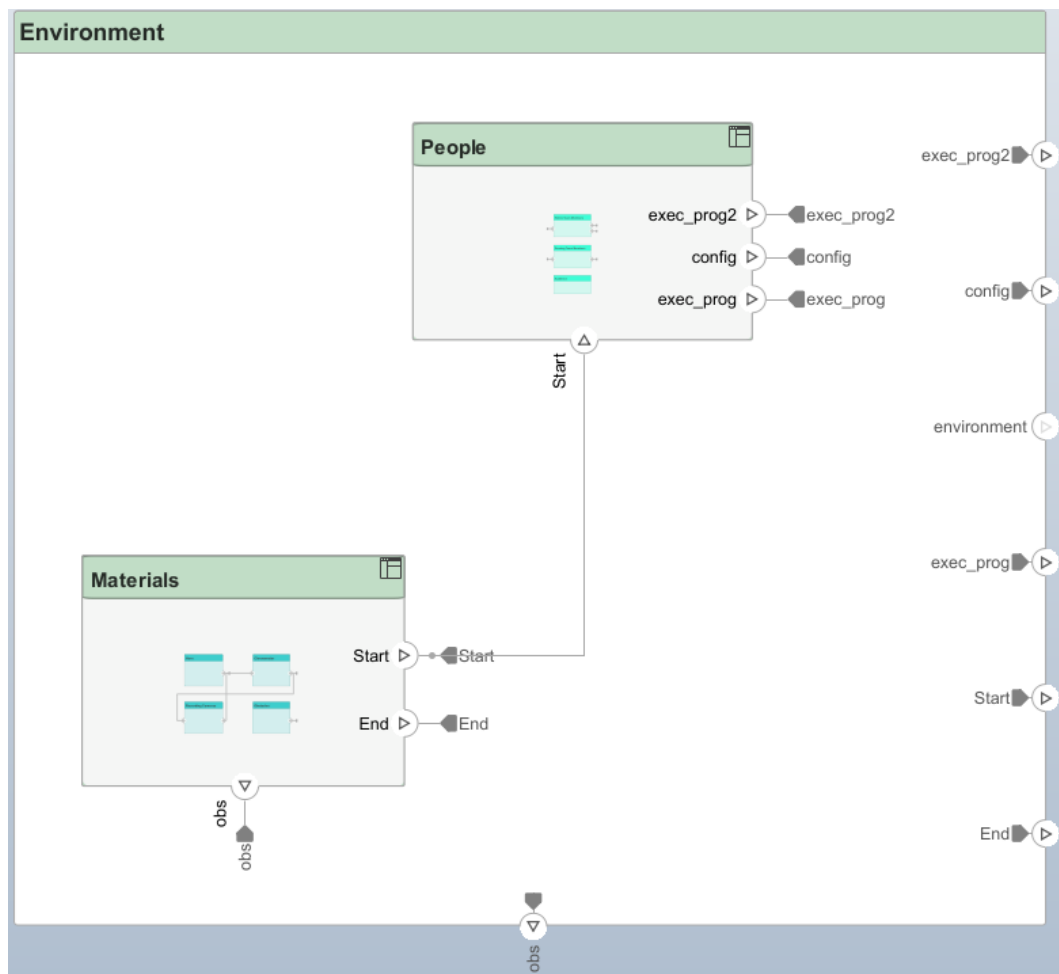 Environment
People
exec_prog2
exec_prog2
exec_prog2
config
config
config
exec_prog
exec_prog
Start
environment
exec_prog
Materials
Start
Start
Start
End
End
obs
obs
End
obs